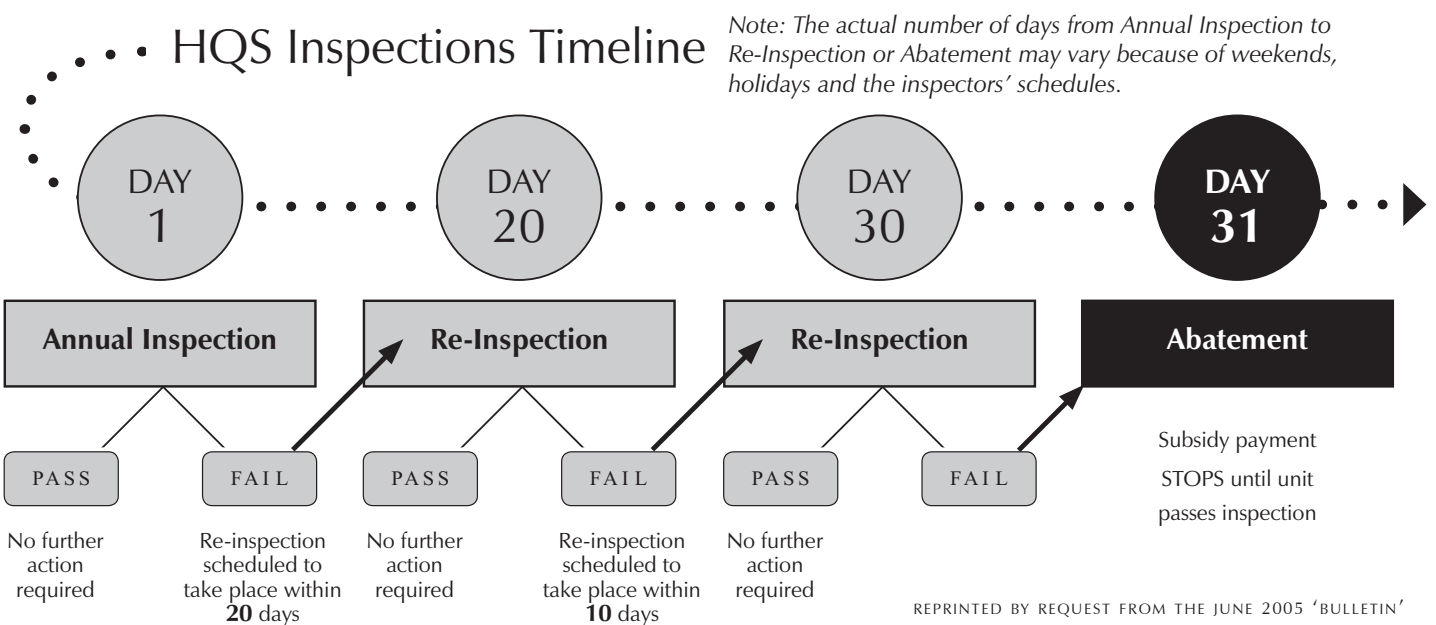 HQS Inspections Timeline
Note: The actual number of days from Annual Inspection to
Re-Inspection or Abatement may vary because of weekends,
holidays and the inspectors' schedules.
DAY
1
DAY
20
DAY
30
DAY
31
Annual Inspection
Re-Inspection
Re-Inspection
Abatement
PASS
FAIL
PASS
FAIL
PASS
FAIL
No further
action
required
Re-inspection
scheduled to
take place within
20 days
No further
action
required
Re-inspection
scheduled to
take place within
10 days
No further
action
required
Subsidy payment
STOPS until unit
passes inspection
REPRINTED BY REQUEST FROM THE JUNE 2005 'BULLETIN'